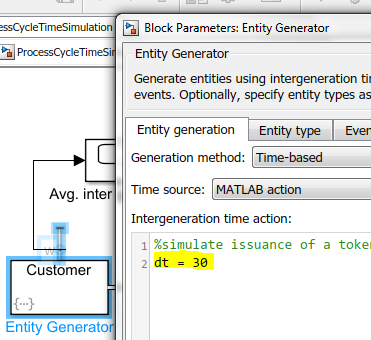 essCycleTimeSimulation
ProcessCycleTimeSim
Avg. inter
Customer
{...}
Entity Generator
Block Parameters: Entity Generator
Entity Generator
Generate entities using intergeneration tim
events. Optionally, specify entity types as
Entity generation
Entity type
Even
Generation method:
Time-based
Time source:
MATLAB action
Intergeneration time action:
1 %simulate issuance of a token
2 dt = 30